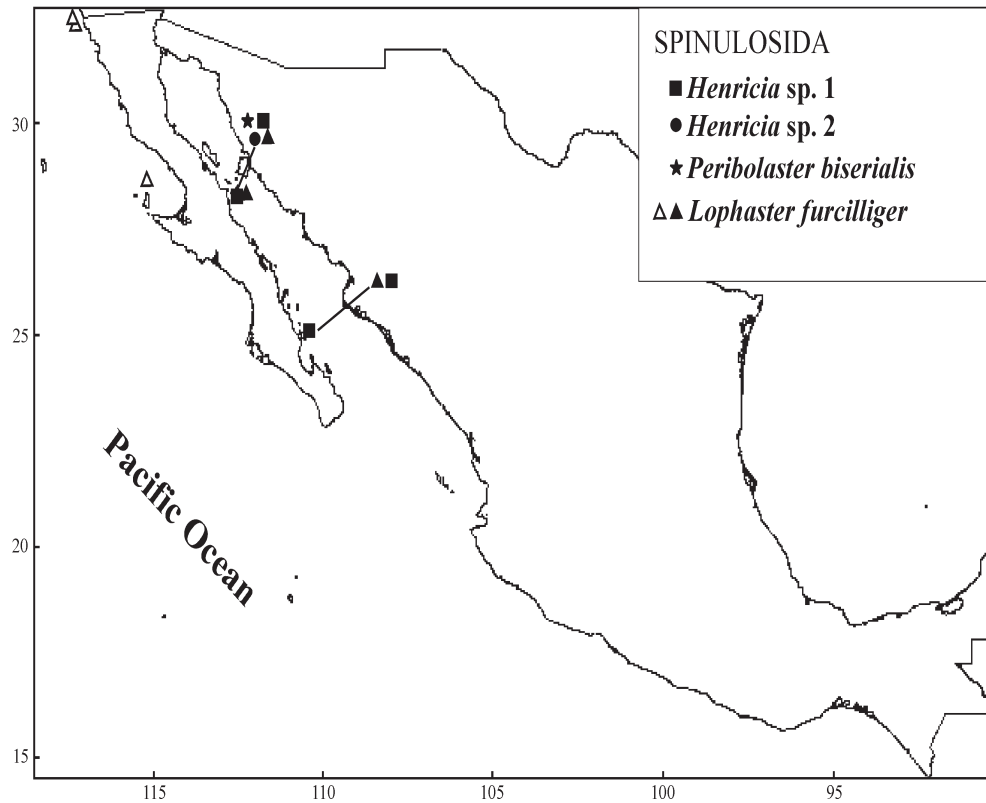 SPINULOSIDA
■ Henricia sp. 1
● Henricia sp. 2
★ Peribolaster biserialis
△▲ Lophaster furcilliger
30
25
20
15
Pacific Ocean
115 110 105 100 95